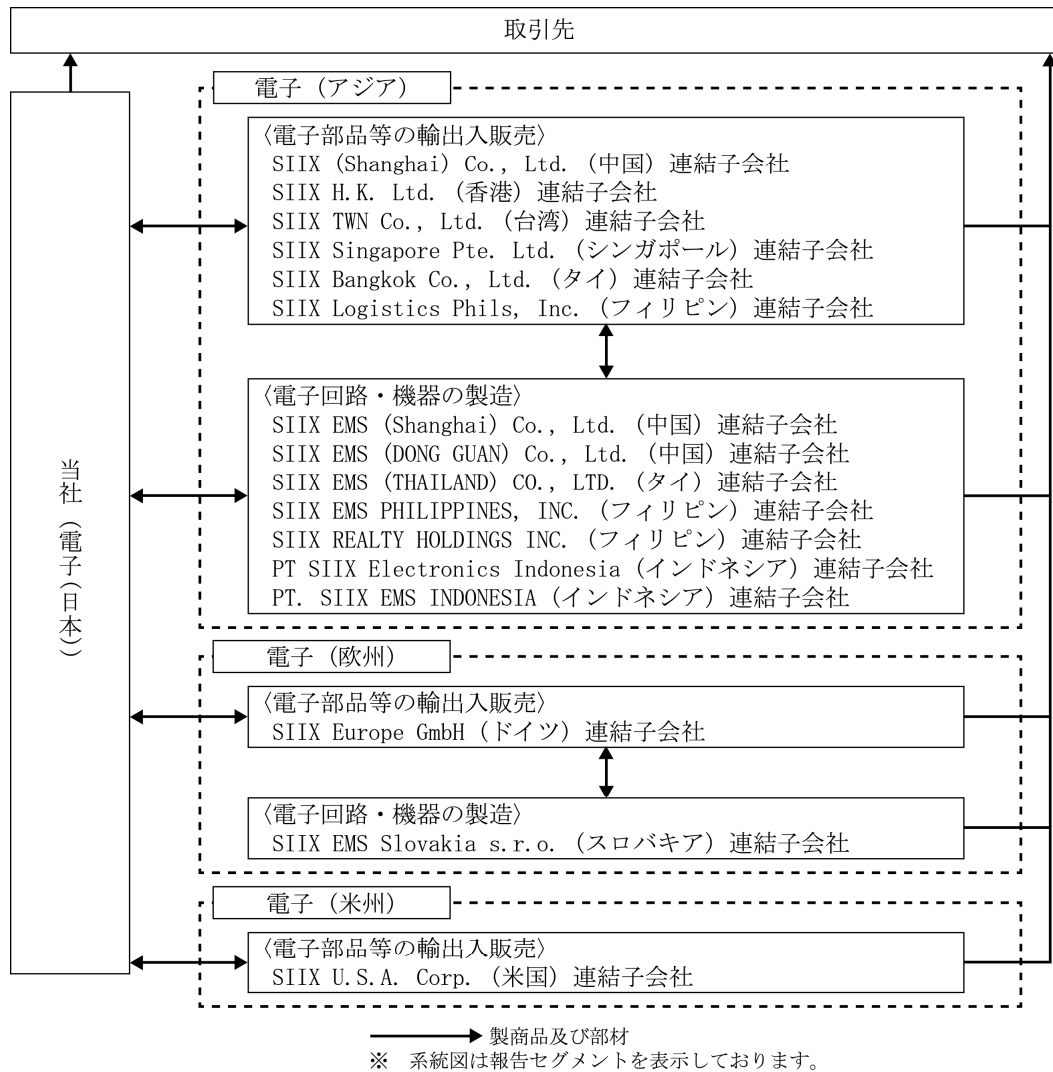 取引先
当社（電子（日本））
電子（アジア）
〈電子部品等の輸出入販売〉
SIIX (Shanghai) Co., Ltd.（中国）連結子会社
SIIX H.K. Ltd.（香港）連結子会社
SIIX TWN Co., Ltd.（台湾）連結子会社
SIIX Singapore Pte. Ltd.（シンガポール）連結子会社
SIIX Bangkok Co., Ltd.（タイ）連結子会社
SIIX Logistics Phils, Inc.（フィリピン）連結子会社
〈電子回路・機器の製造〉
SIIX EMS (Shanghai) Co., Ltd.（中国）連結子会社
SIIX EMS (DONG GUAN) Co., Ltd.（中国）連結子会社
SIIX EMS (THAILAND) CO., LTD.（タイ）連結子会社
SIIX EMS PHILIPPINES, INC.（フィリピン）連結子会社
SIIX REALTY HOLDINGS INC.（フィリピン）連結子会社
PT SIIX Electronics Indonesia（インドネシア）連結子会社
PT. SIIX EMS INDONESIA（インドネシア）連結子会社
電子（欧州）
〈電子部品等の輸出入販売〉
SIIX Europe GmbH（ドイツ）連結子会社
〈電子回路・機器の製造〉
SIIX EMS Slovakia s.r.o.（スロバキア）連結子会社
電子（米州）
〈電子部品等の輸出入販売〉
SIIX U.S.A. Corp.（米国）連結子会社
製商品及び部材
※　系統図は報告セグメントを表示しております。